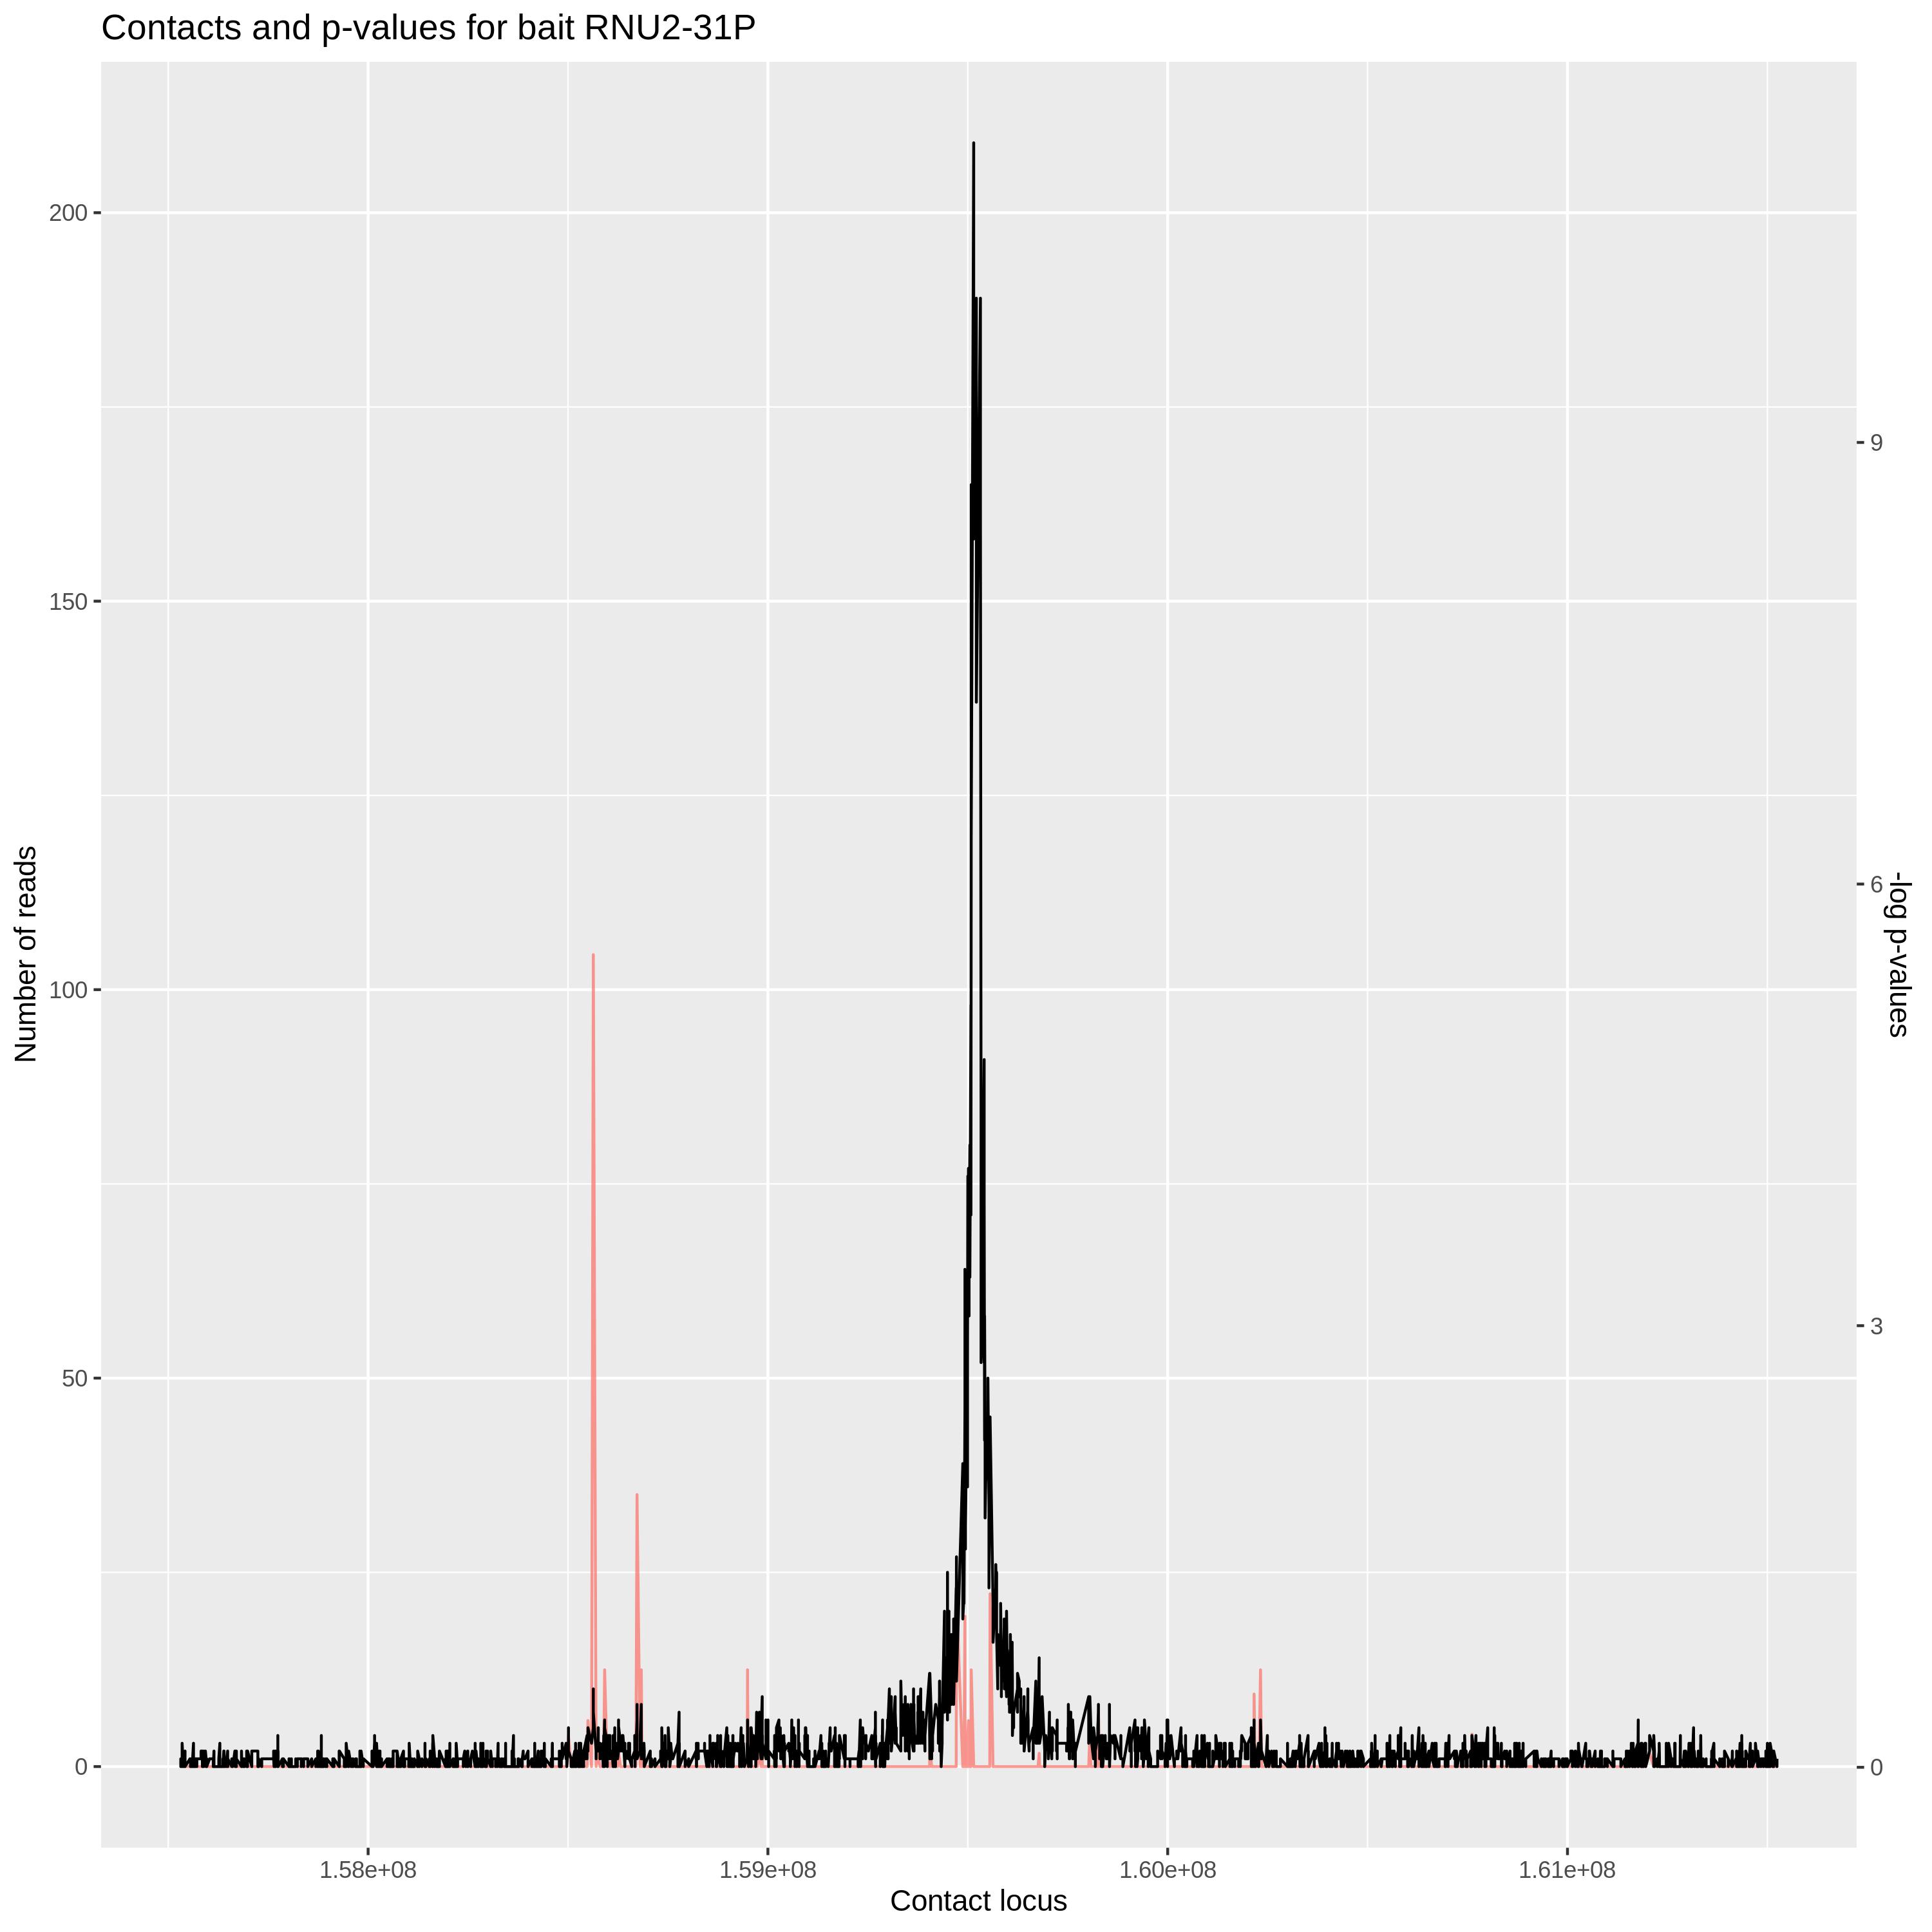 Contacts and p-values for bait RNU2-31P
200
150
100
50
0
Number of reads
9
6
3
0
-log p-values
1.58e+08
1.59e+08
1.60e+08
1.61e+08
Contact locus